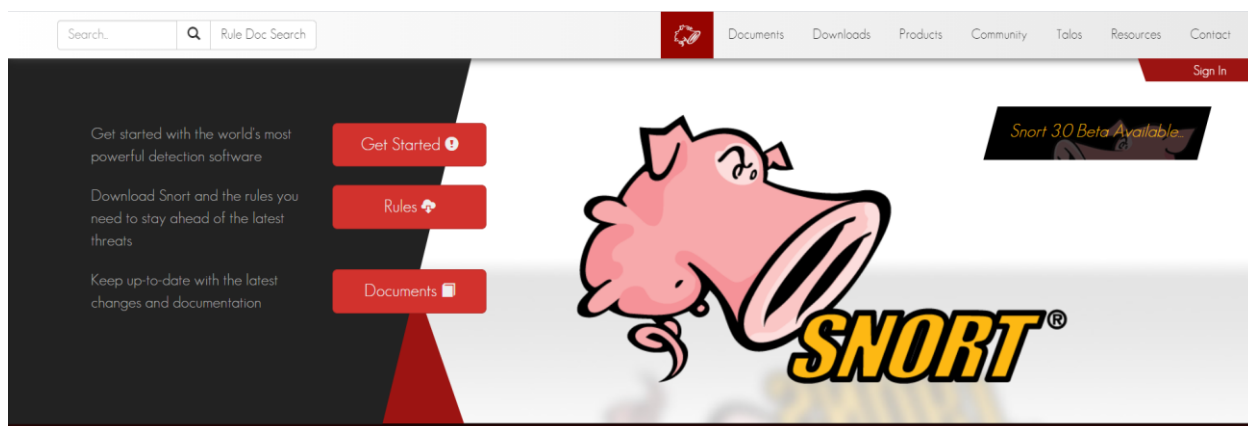 Search..
Rule Doc Search
Documents
Downloads
Products
Community
Talos
Resources
Contact
Sign In
Get started with the world's most
powerful detection software
Get Started
Snort 3.0 Beta Available...
Download Snort and the rules you
need to stay ahead of the latest
threats
Rules
Keep up-to-date with the latest
changes and documentation
Documents
SNORT®